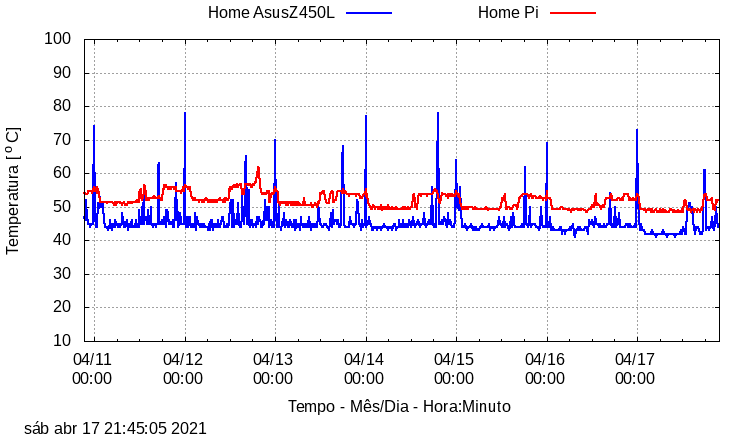 Home AsusZ450L
Home Pi
100
90
80
70
60
50
40
30
20
10
Temperatura [ º C]
04/11 04/12 04/13 04/14 04/15 04/16 04/17
00:00 00:00 00:00 00:00 00:00 00:00 00:00
Tempo - Mês/Dia - Hora:Minuto
sáb abr 17 21:45:05 2021